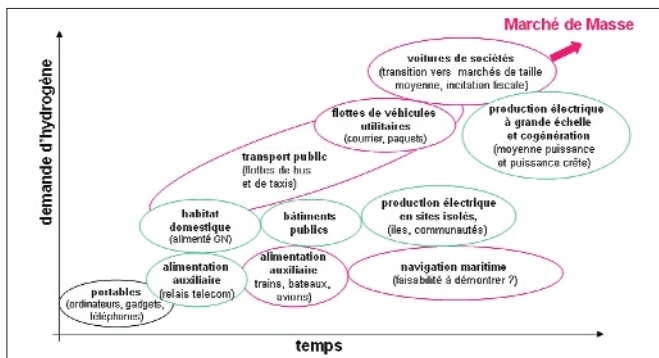 Marché de Masse
voitures de sociétés
(transition vers marchés de taille
moyenne, incitation fiscale)
flottes de véhicules
utilitaires
(courrier, paquets)
production électrique
à grande échelle
et cogénération
(moyenne puissance
et puissance crête)
transport public
(flottes de bus
et de taxis)
habitat
domestique
(alimenté GN)
bâtiments
publics
production électrique
en sites isolés,
(iles, communautés)
alimentation
auxiliaire
(relais telecom)
alimentation
auxiliaire
trains, bateaux,
avions)
navigation maritime
(faisabilité à démontrer ?)
portables
(ordinateurs, gadgets,
téléphones)
demande d'hydrogène
temps